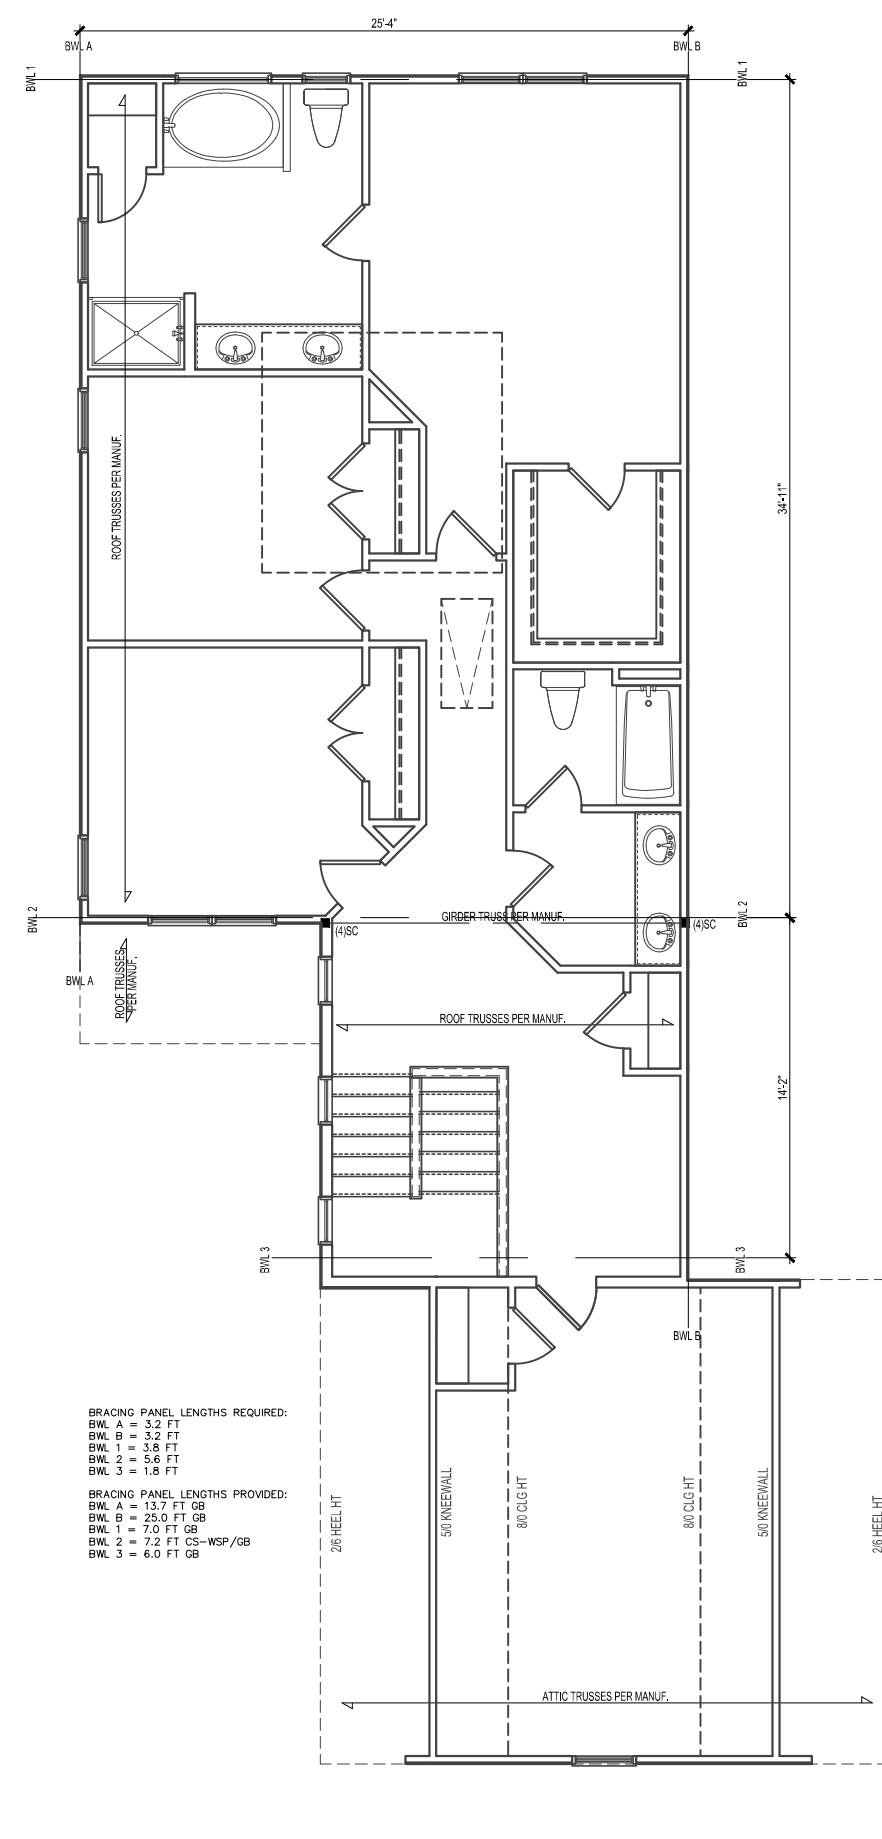 25'-4"
BWL A
BWL B
BWL 1
BWL 1
ROOF TRUSSES PER MANUF.
34'-11"
BWL 2
GIRDER TRUSS PER MANUF.
BWL 2
(4)SC
(4)SC
BWL A
ROOF TRUSSES
PER MANUF.
ROOF TRUSSES PER MANUF.
14'-2"
BWL 3
BWL 3
BWL B
BRACING PANEL LENGTHS REQUIRED:
BWL A = 3.2 FT
BWL B = 3.2 FT
BWL 1 = 3.8 FT
BWL 2 = 5.6 FT
BWL 3 = 1.8 FT
BRACING PANEL LENGTHS PROVIDED:
BWL A = 13.7 FT GB
BWL B = 25.0 FT GB
BWL 1 = 7.0 FT GB
BWL 2 = 7.2 FT CS-WSP/GB
BWL 3 = 6.0 FT GB
2/6 HEEL HT
5/0 KNEEWALL
8/0 CLG HT
8/0 CLG HT
5/0 KNEEWALL
2/6 HEEL HT
ATTIC TRUSSES PER MANUF.